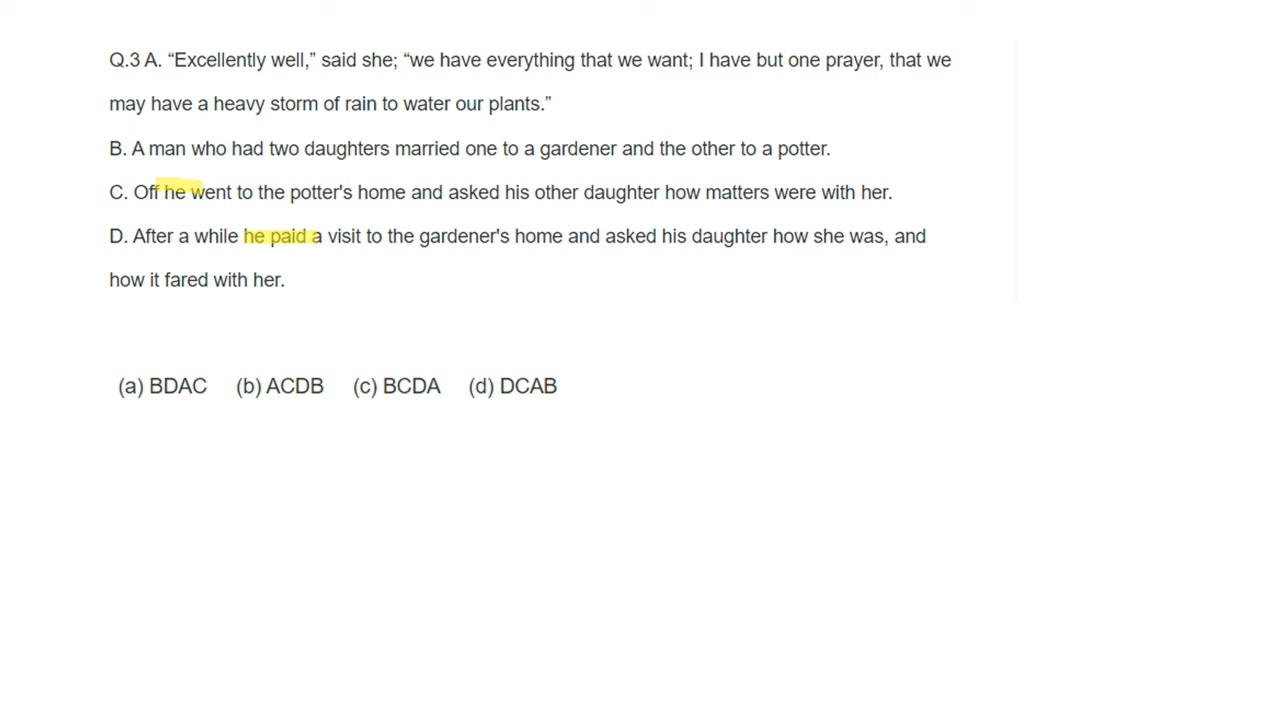 Q.3 A. “Excellently well,” said she; “we have everything that we want; I have but one prayer, that we
may have a heavy storm of rain to water our plants.”
B. A man who had two daughters married one to a gardener and the other to a potter.
C. Off he went to the potter's home and asked his other daughter how matters were with her.
D. After a while he paid a visit to the gardener's home and asked his daughter how she was, and
how it fared with her.
(a) BDAC (b) ACDB (c) BCDA (d) DCAB